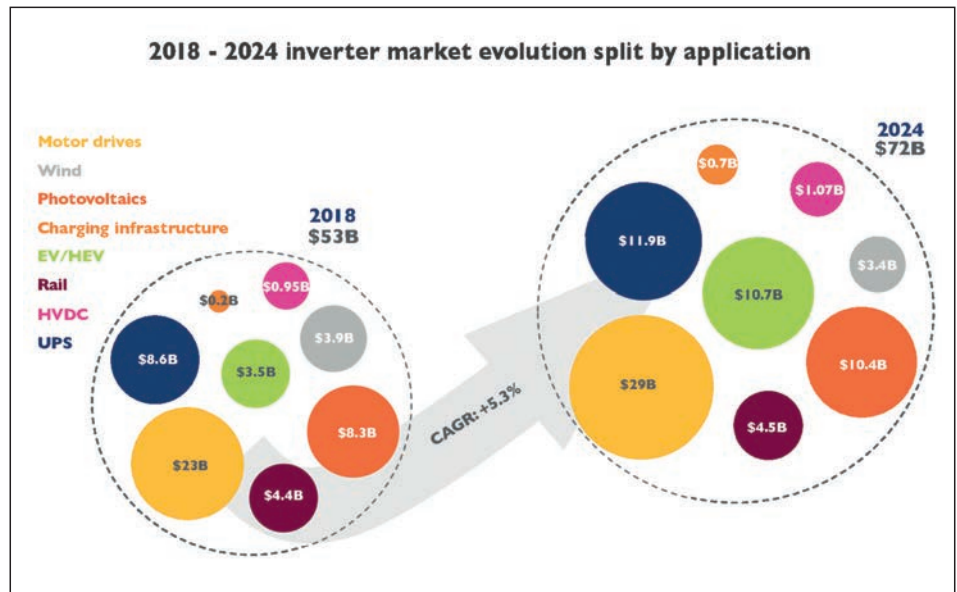 2018 - 2024 inverter market evolution split by application
Motor drives
Wind
Photovoltaics
Charging infrastructure
EV/HEV
Rail
HVDC
UPS
2018
$53B
$0.2B
$0.95B
$3.9B
$8.6B
$3.5B
$8.3B
$23B
$4.4B
CAGR: +5.3%
2024
$72B
$0.7B
$1.07B
$11.9B
$3.4B
$10.7B
$10.4B
$29B
$4.5B